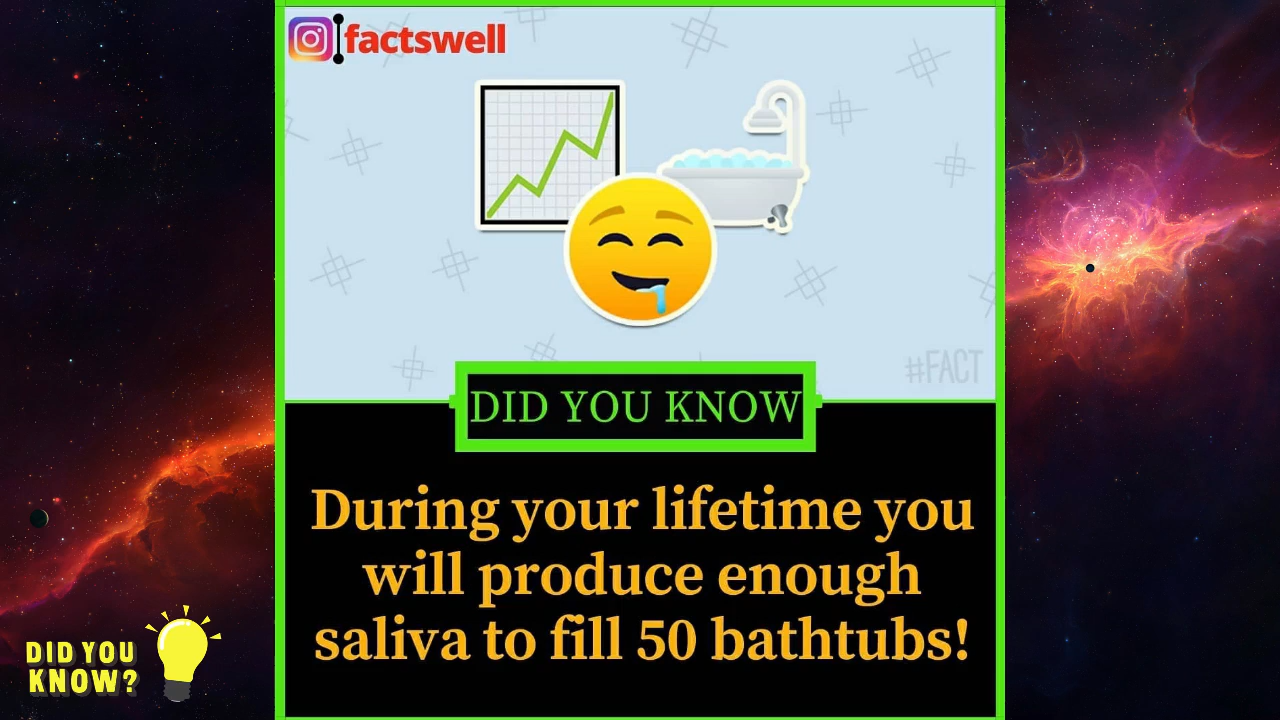 factswell
#FACT
DID YOU KNOW
During your lifetime you
will produce enough
saliva to fill 50 bathtubs!
DID YOU
KNOW?